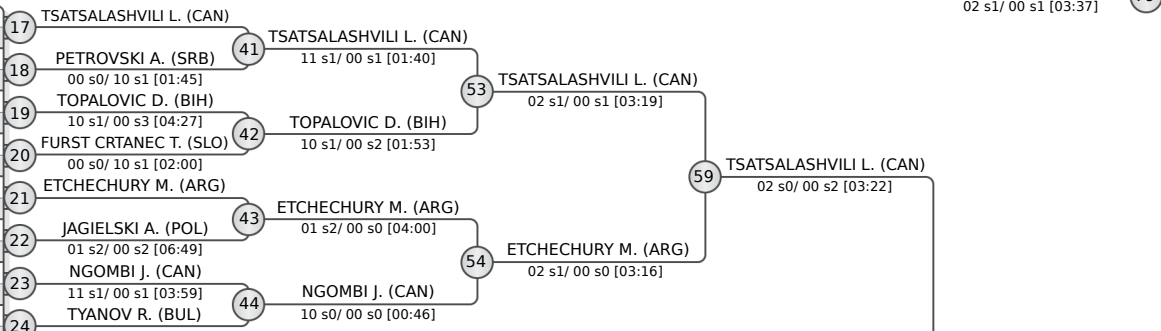 02 s1/ 00 s1 [03:37]
17
TSATSALASHVILI L. (CAN)
18
PETROVSKI A. (SRB)
00 s0/ 10 s1 [01:45]
19
TOPALOVIC D. (BIH)
10 s1/ 00 s3 [04:27]
20
FURST CRTANEC T. (SLO)
00 s0/ 10 s1 [02:00]
21
ETCHECHURY M. (ARG)
22
JAGIELSKI A. (POL)
01 s2/ 00 s2 [06:49]
23
NGOMBI J. (CAN)
11 s1/ 00 s1 [03:59]
24
TYANOV R. (BUL)
41
TSATSALASHVILI L. (CAN)
11 s1/ 00 s1 [01:40]
42
TOPALOVIC D. (BIH)
10 s1/ 00 s2 [01:53]
43
ETCHECHURY M. (ARG)
01 s2/ 00 s0 [04:00]
44
NGOMBI J. (CAN)
10 s0/ 00 s0 [00:46]
53
TSATSALASHVILI L. (CAN)
02 s1/ 00 s1 [03:19]
54
ETCHECHURY M. (ARG)
02 s1/ 00 s0 [03:16]
59
TSATSALASHVILI L. (CAN)
02 s0/ 00 s2 [03:22]